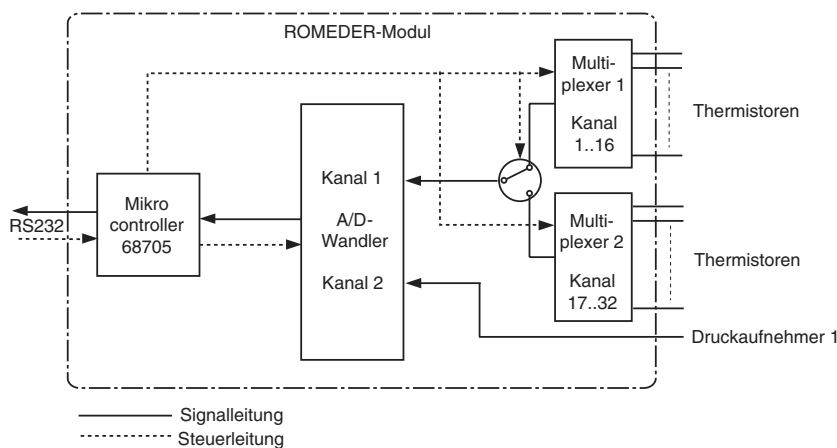 ROMEDER-Modul
Multi-
plexer 1
Kanal
1..16
Thermistoren
Kanal 1
A/D-
Wandler
Kanal 2
Mikro
controller
68705
RS232
Multi-
plexer 2
Kanal
17..32
Thermistoren
Druckaufnehmer 1
Signalleitung
Steuerleitung